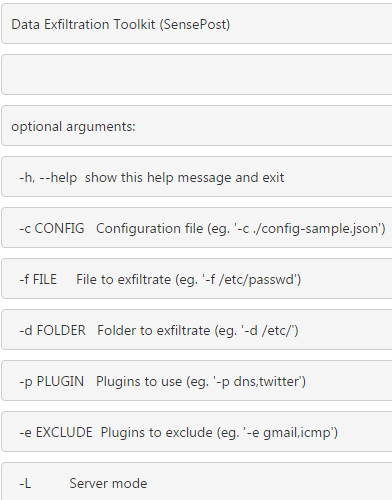 Data Exfiltration Toolkit (SensePost)
optional arguments:
-h, --help  show this help message and exit
-c CONFIG   Configuration file (eg. '-c ./config-sample.json')
-f FILE     File to exfiltrate (eg. '-f /etc/passwd')
-d FOLDER   Folder to exfiltrate (eg. '-d /etc/')
-p PLUGIN   Plugins to use (eg. '-p dns,twitter')
-e EXCLUDE  Plugins to exclude (eg. '-e gmail,icmp')
-L          Server mode